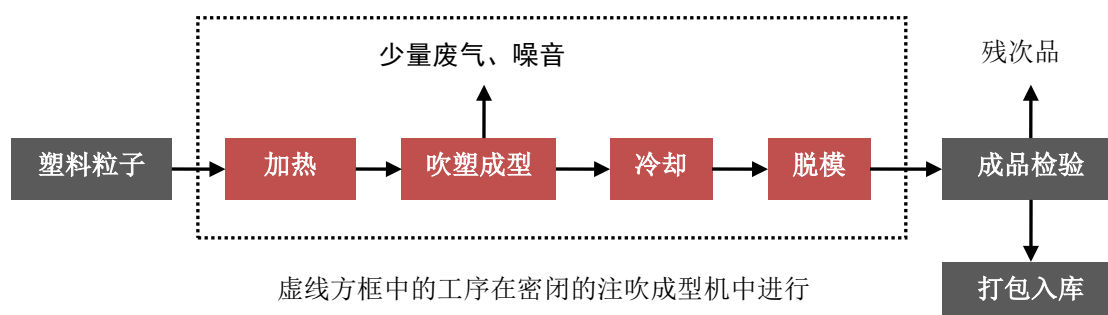 少量废气、噪音
残次品
塑料粒子
加热
吹塑成型
冷却
脱模
成品检验
虚线方框中的工序在密闭的注吹成型机中进行
打包入库